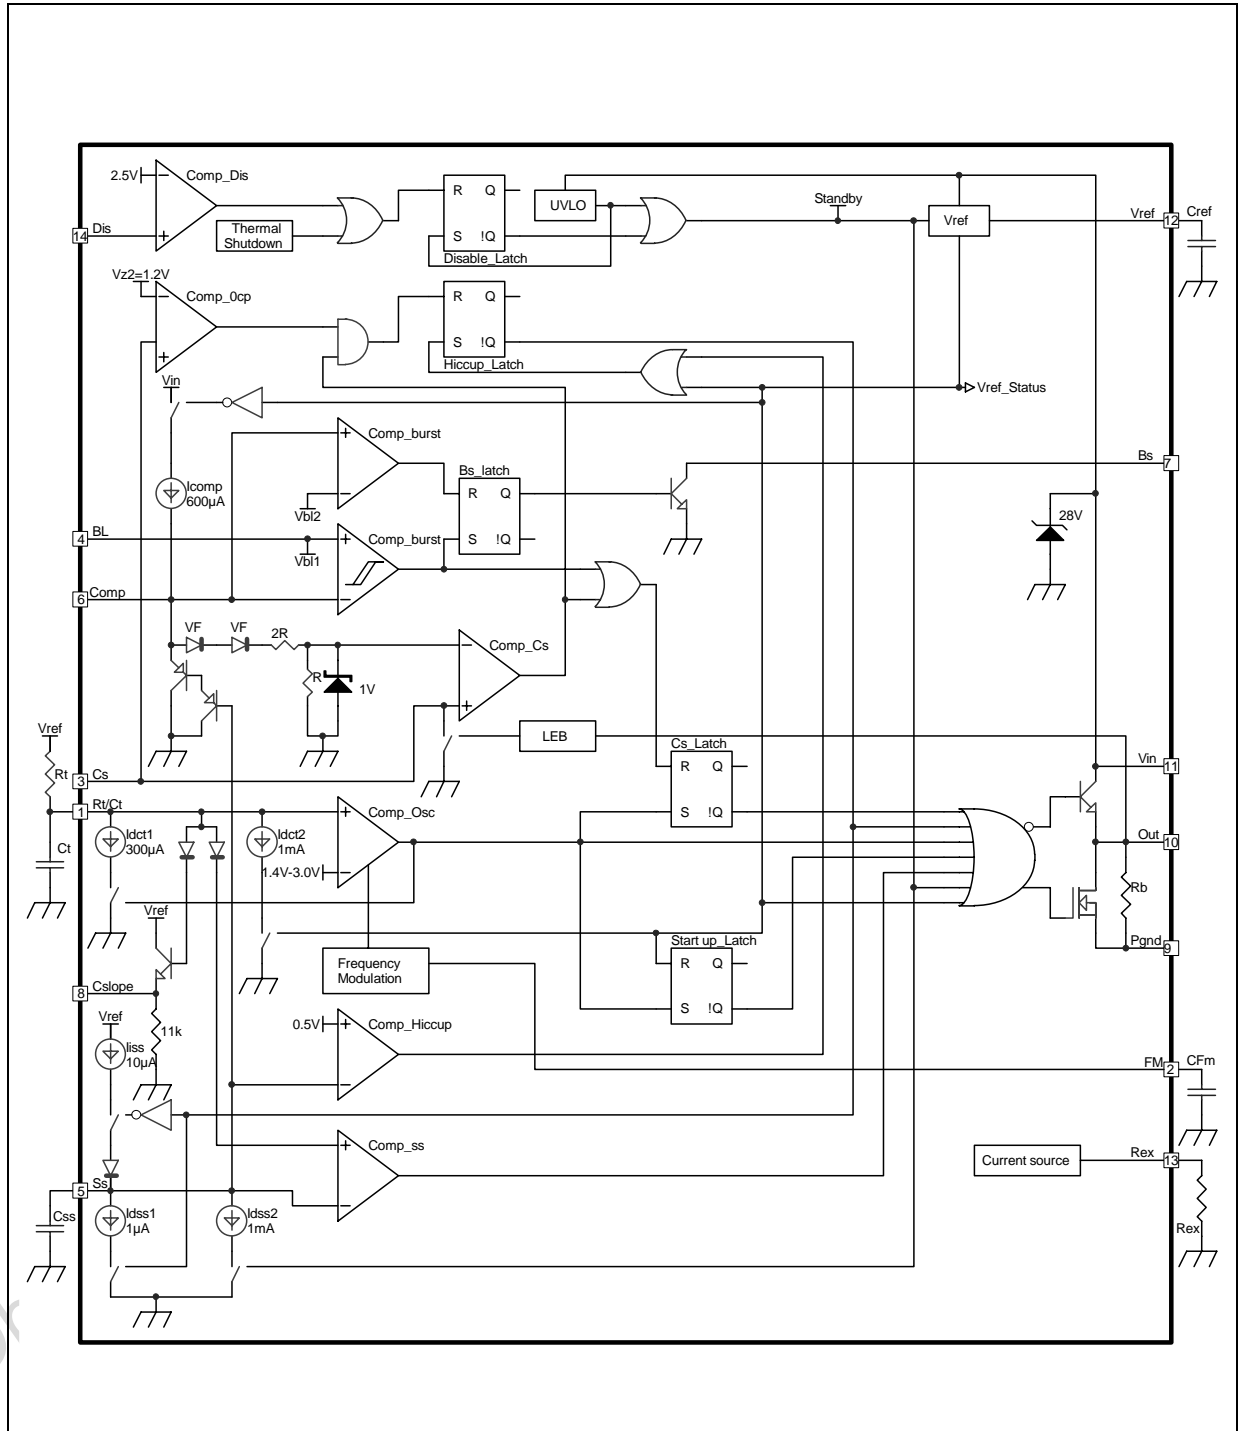 2.5V
Comp_Dis
14 Dis
Thermal
Shutdown
R Q
S !Q
Disable_Latch
UVLO
Standby
Vref
Vref 12 Cref
Vz2=1.2V
Comp_0cp
R Q
S !Q
Hiccup_Latch
Vref_Status
Vin
Icomp
600µA
Comp_burst
Vbl2
Bs_latch
R Q
S !Q
Bs 7
28V
4 BL
Vbl1
Comp_burst
6 Comp
VF VF 2R
R
1V
Comp_Cs
LEB
Vref
Rt
3 Cs
1 Rt/Ct
Ct
Idct1
300µA
Idct2
1mA
Comp_Osc
1.4V-3.0V
Cs_Latch
R Q
S !Q
Vin 11
Out 10
Rb
Pgnd 9
Vref
8 Cslope
11k
Frequency
Modulation
Start up_Latch
R Q
S !Q
Vref
Iiss
10µA
0.5V
Comp_Hiccup
FM 2 CFm
Comp_ss
Current source
Rex 13
Rex
5 Ss
Css
Idss1
1µA
Idss2
1mA